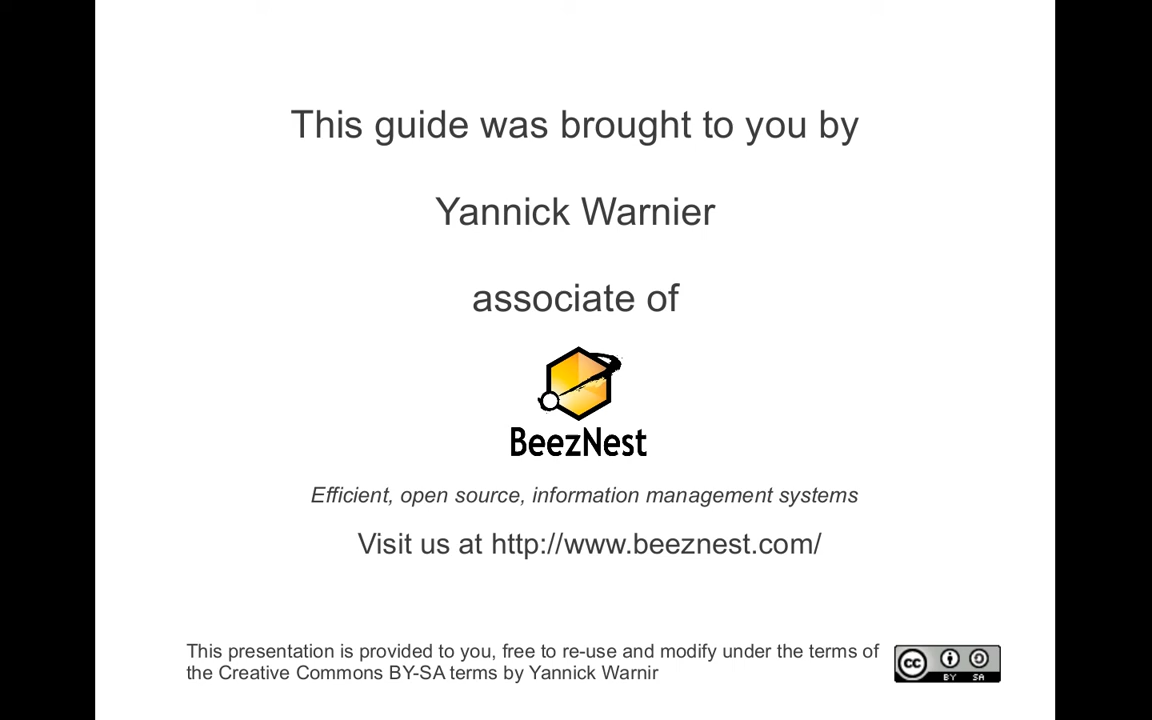 This guide was brought to you by
Yannick Warnier
associate of
BeezNest
Efficient, open source, information management systems
Visit us at http://www.beeznest.com/
This presentation is provided to you, free to re-use and modify under the terms of
the Creative Commons BY-SA terms by Yannick Warnir
cc BY SA